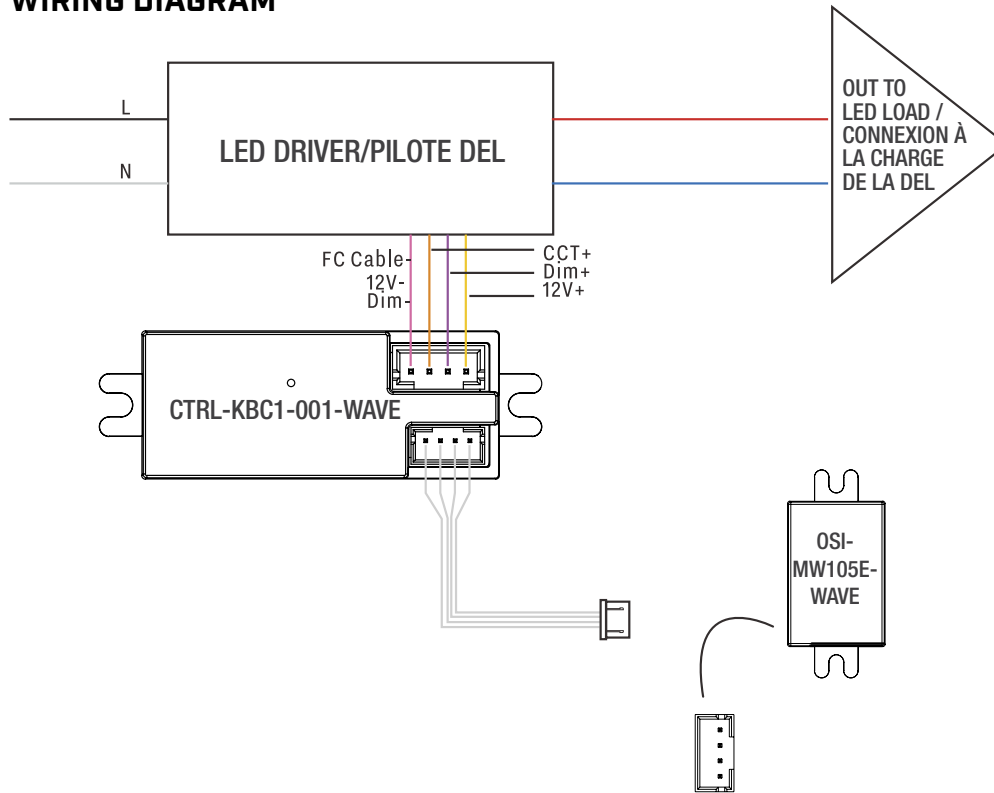 WIRING DIAGRAM
L
N
LED DRIVER/PILOTE DEL
OUT TO
LED LOAD /
CONNEXION À
LA CHARGE
DE LA DEL
FC Cable-
12V-
Dim-
CCT+
Dim+
12V+
CTRL-KBC1-001-WAVE
OSI-
MW105E-
WAVE